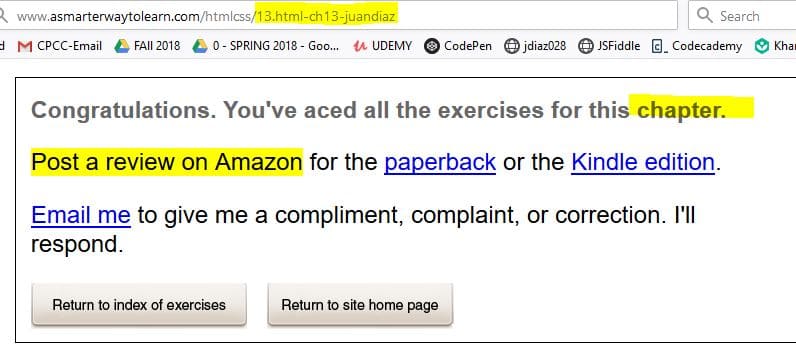 www.asmarterwaytolearn.com/htmlcss/13.html-ch13-juandiaz Search
CPCC-Email FAll 2018 0 - SPRING 2018 - Goo... UDEMY CodePen jdiaz028 JSFiddle Codecademy Khar
Congratulations. You've aced all the exercises for this chapter.
Post a review on Amazon for the paperback or the Kindle edition.
Email me to give me a compliment, complaint, or correction. I'll
respond.
Return to index of exercises Return to site home page